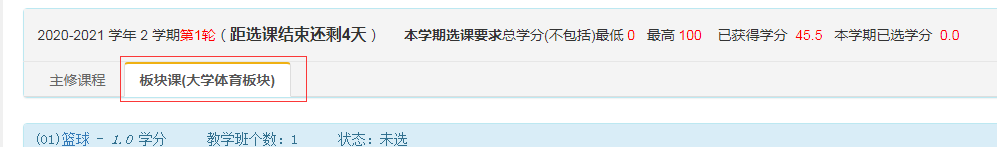 2020-2021 学年 2 学期第1轮（距选课结束还剩4天） 本学期选课要求总学分(不包括)最低 0 最高 100 已获得学分 45.5 本学期已选学分 0.0
主修课程 板块课(大学体育板块)
(01)篮球 - 1.0 学分 教学班个数：1 状态：未选